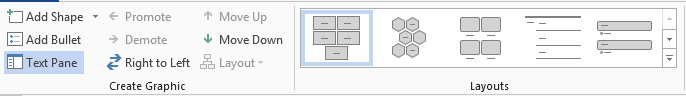 Add Shape Promote Move Up
Add Bullet Demote Move Down
Text Pane Right to Left Layout
Create Graphic Layouts